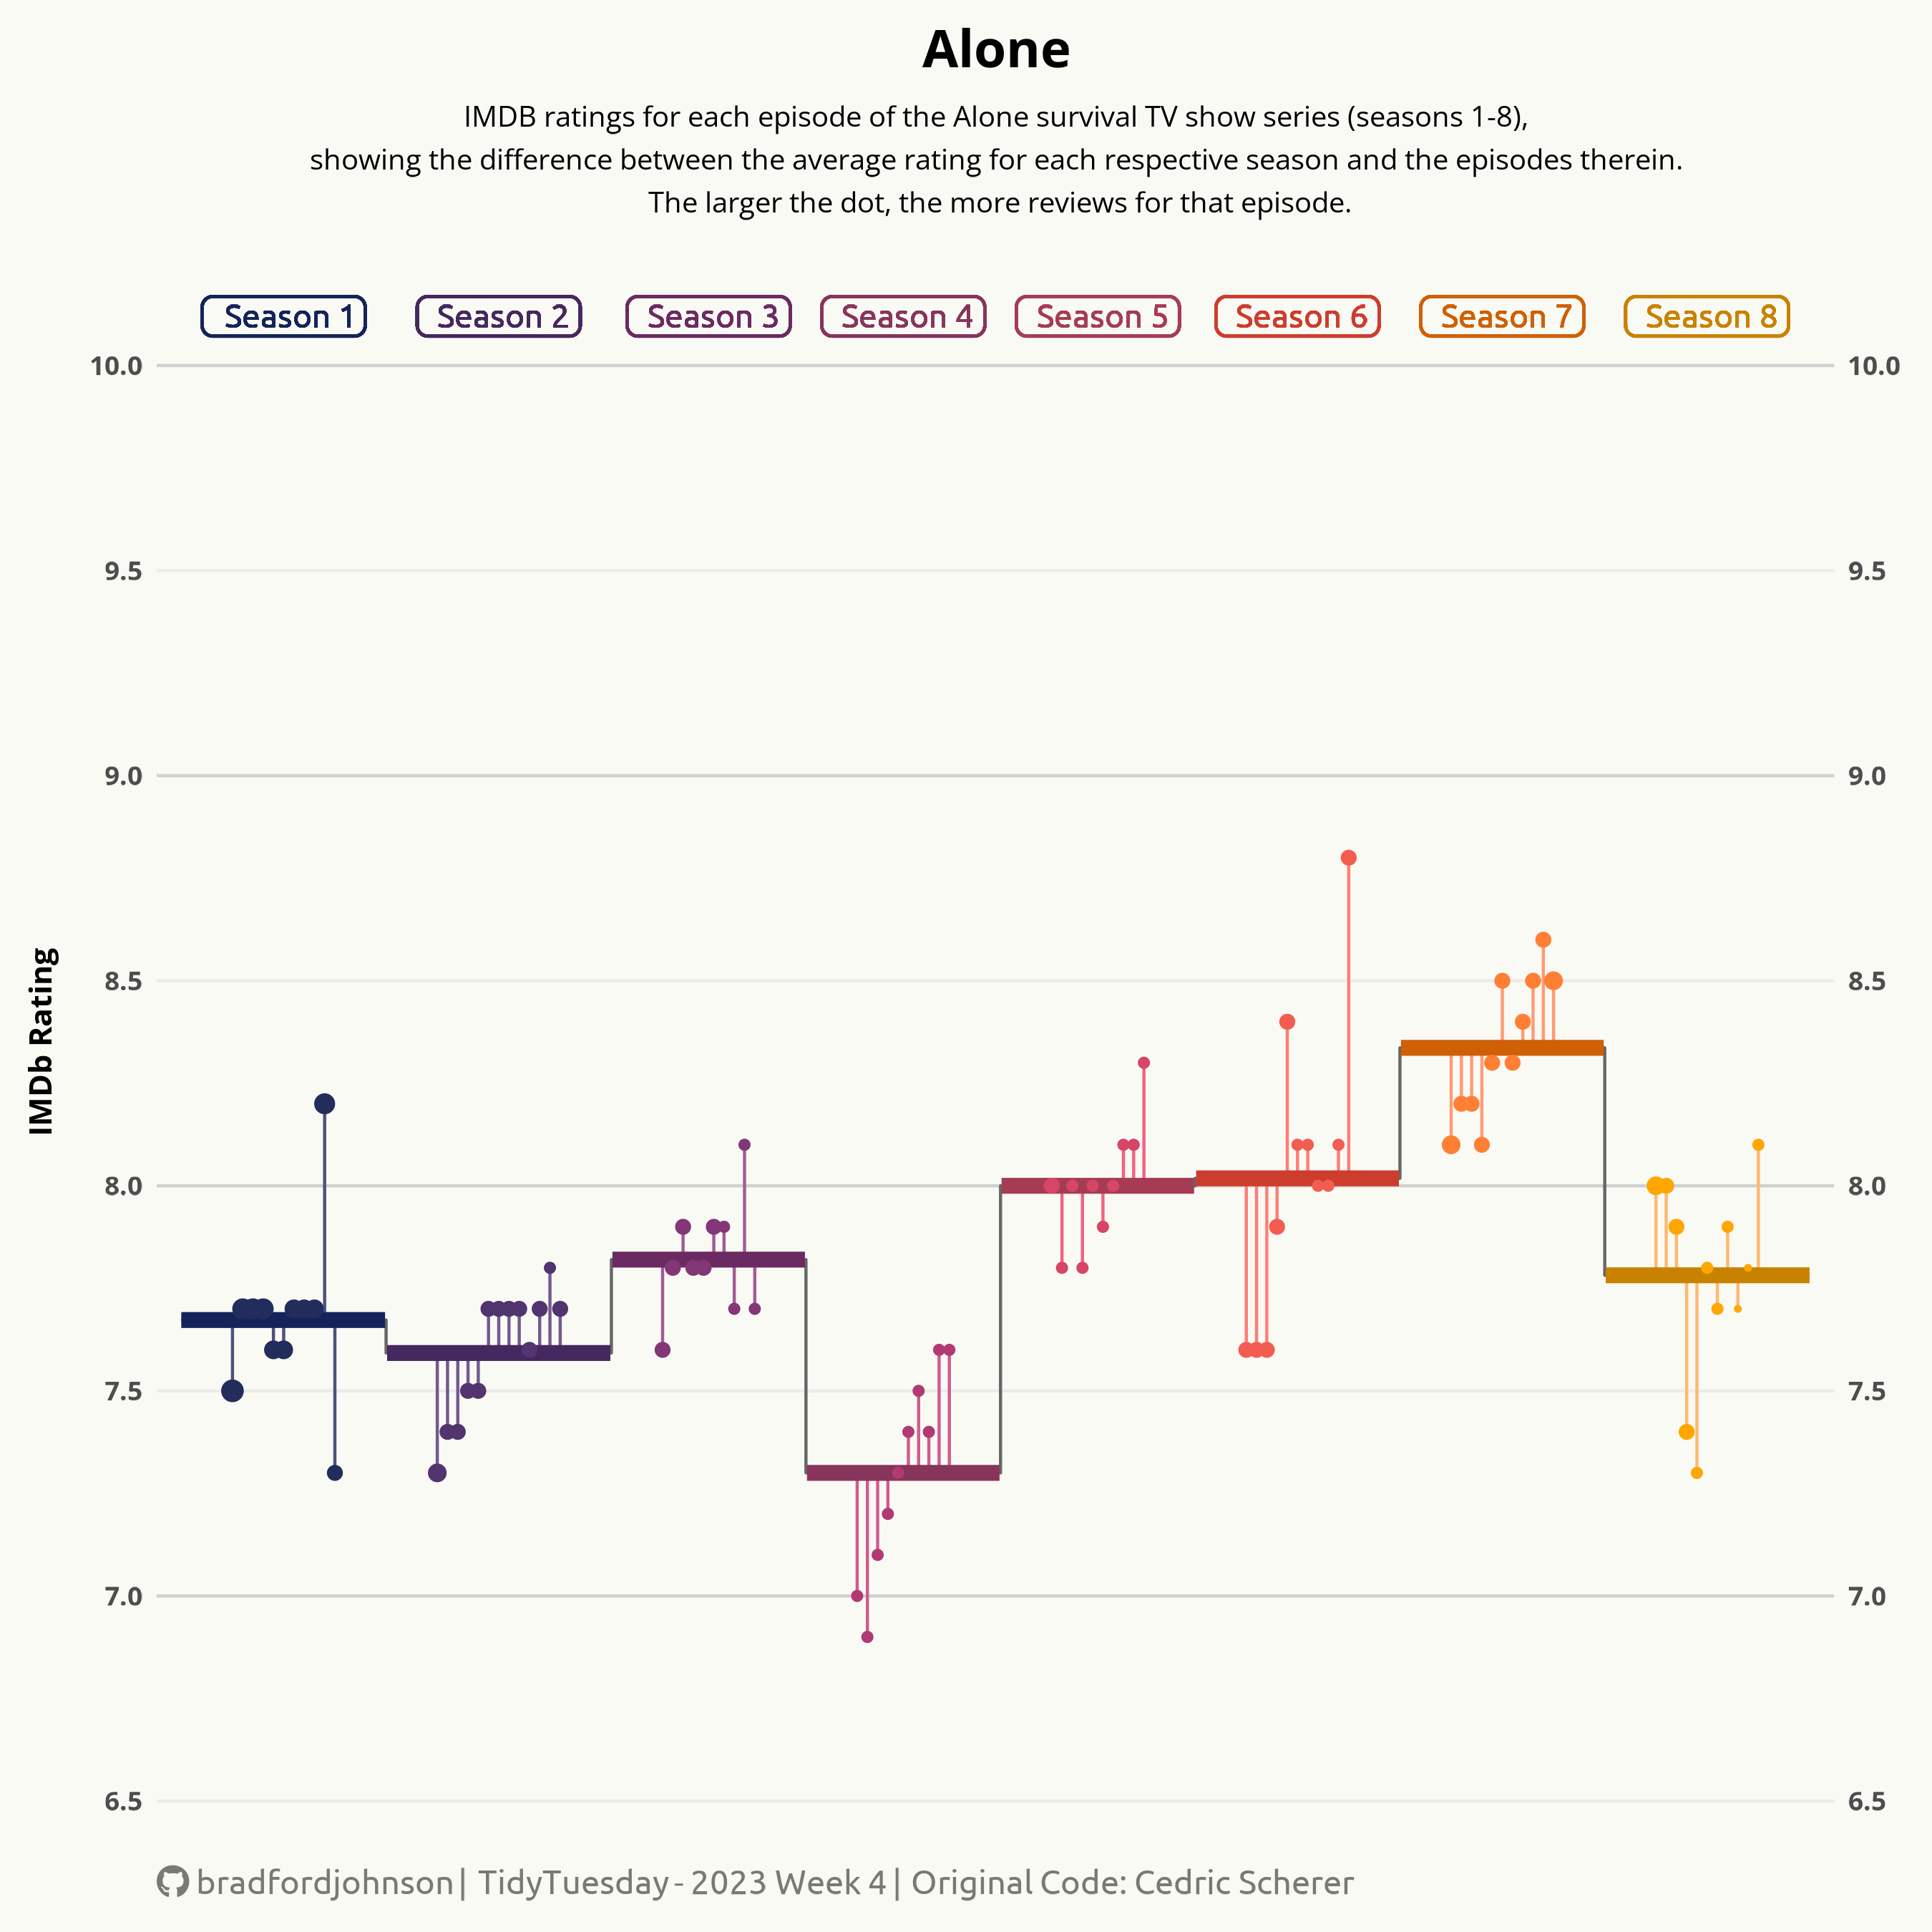 Alone
IMDB ratings for each episode of the Alone survival TV show series (seasons 1-8),
showing the difference between the average rating for each respective season and the episodes therein.
The larger the dot, the more reviews for that episode.
Season 1 Season 2 Season 3 Season 4 Season 5 Season 6 Season 7 Season 8
10.0 10.0
9.5 9.5
9.0 9.0
8.5 8.5
IMDb Rating
8.0 8.0
7.5 7.5
7.0 7.0
6.5 6.5
bradfordjohnson | TidyTuesday - 2023 Week 4 | Original Code: Cedric Scherer